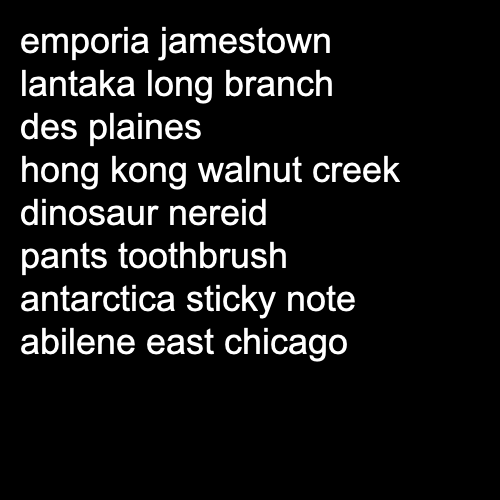 emporia jamestown
lantaka long branch
des plaines
hong kong walnut creek
dinosaur nereid
pants toothbrush
antarctica sticky note
abilene east chicago